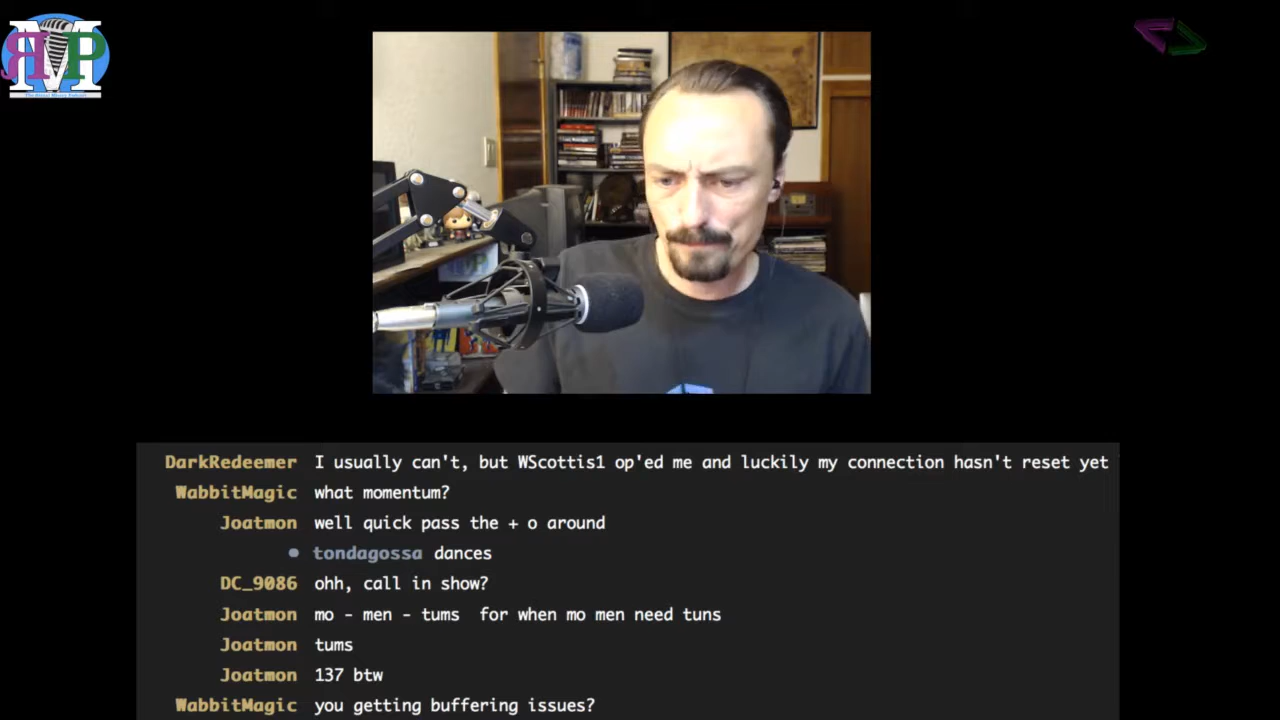 RMP
DarkRedeemer I usually can't, but WScottis1 op'ed me and luckily my connection hasn't reset yet
WabbitMagic what momentum?
Joatmon well quick pass the + o around
• tondagossa dances
DC_9086 ohh, call in show?
Joatmon mo - men - tums  for when mo men need tuns
Joatmon tums
Joatmon 137 btw
WabbitMagic you getting buffering issues?